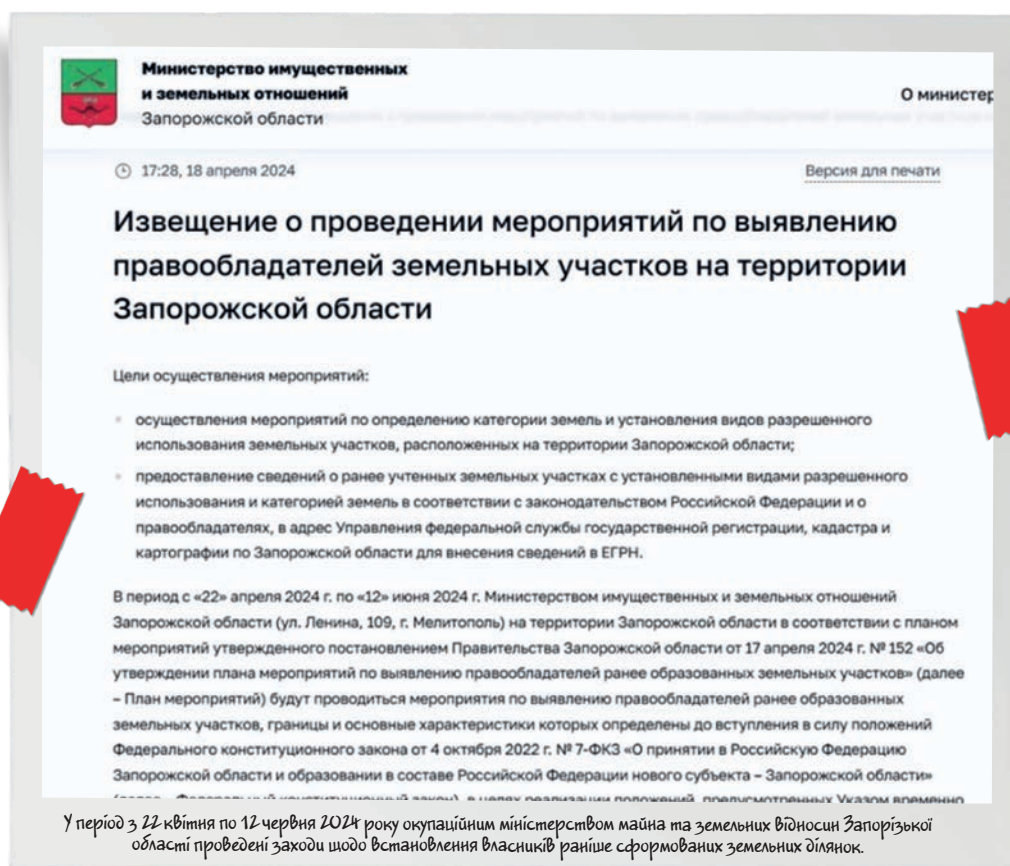 Министерство имущественных
и земельных отношений
Запорожской области
О министер
17:28, 18 апреля 2024
Версия для печати
Извещение о проведении мероприятий по выявлению
правообладателей земельных участков на территории
Запорожской области
Цели осуществления мероприятий:
осуществления мероприятий по определению категории земель и установления видов разрешенного
использования земельных участков, расположенных на территории Запорожской области;
предоставление сведений о ранее учтенных земельных участках с установленными видами разрешенного
использования и категорией земель в соответствии с законодательством Российской Федерации и о
правообладателях, в адрес Управления федеральной службы государственной регистрации, кадастра и
картографии по Запорожской области для внесения сведений в ЕГРН.
В период с «22» апреля 2024 г. по «12» июня 2024 г. Министерством имущественных и земельных отношений
Запорожской области (ул. Ленина, 109, г. Мелитополь) на территории Запорожской области в соответствии с планом
мероприятий утвержденного постановлением Правительства Запорожской области от 17 апреля 2024 г. № 152 «Об
утверждении плана мероприятий по выявлению правообладателей ранее образованных земельных участков» (далее
– План мероприятий) будут проводиться мероприятия по выявлению правообладателей ранее образованных
земельных участков, границы и основные характеристики которых определены до вступления в силу положений
Федерального конституционного закона от 4 октября 2022 г. № 7-ФКЗ «О принятии в Российскую Федерацию
Запорожской области и образовании в составе Российской Федерации нового субъекта – Запорожской области»
(далее – Федеральный конституционный закон), в целях реализации положений, предусмотренных Указом временно
У період з 22 квітня по 12 червня 2024 року окупаційним міністерством майна та земельних відносин Запорізької
області проведені заходи щодо встановлення власників раніше сформованих земельних ділянок.